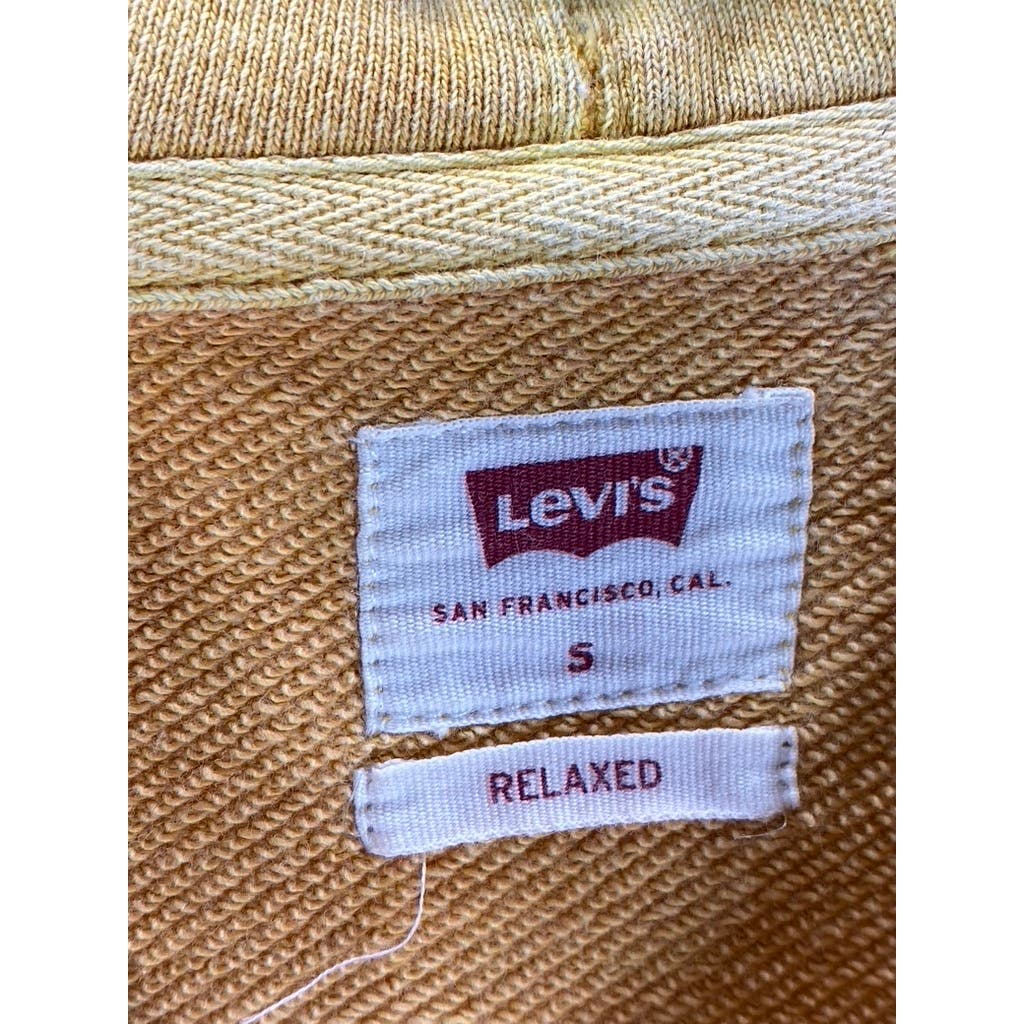 Levi's®
SAN FRANCISCO, CAL.
S
RELAXED